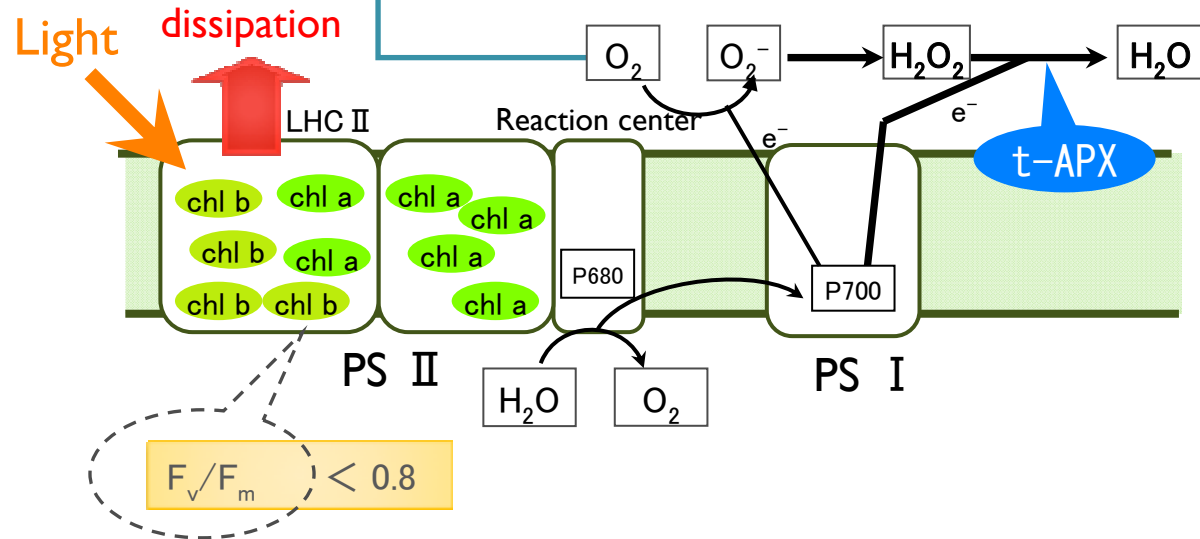 dissipation
Light
O₂
O₂⁻
H₂O₂
H₂O
LHC Ⅱ
Reaction center
e⁻
e⁻
t-APX
chl b
chl a
chl a
chl a
chl b
chl a
chl a
chl b
chl b
chl a
P680
P700
PS Ⅱ
PS Ⅰ
H₂O
O₂
Fᵥ/Fₘ < 0.8